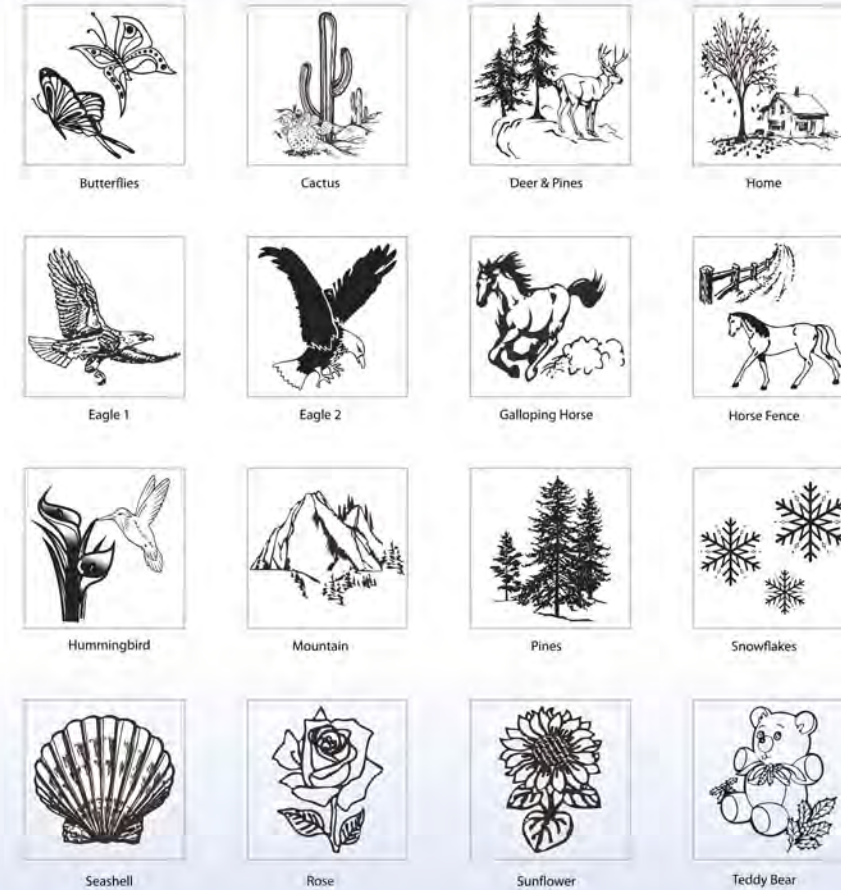 Butterflies
Cactus
Deer & Pines
Home
Eagle 1
Eagle 2
Galloping Horse
Horse Fence
Hummingbird
Mountain
Pines
Snowflakes
Seashell
Rose
Sunflower
Teddy Bear